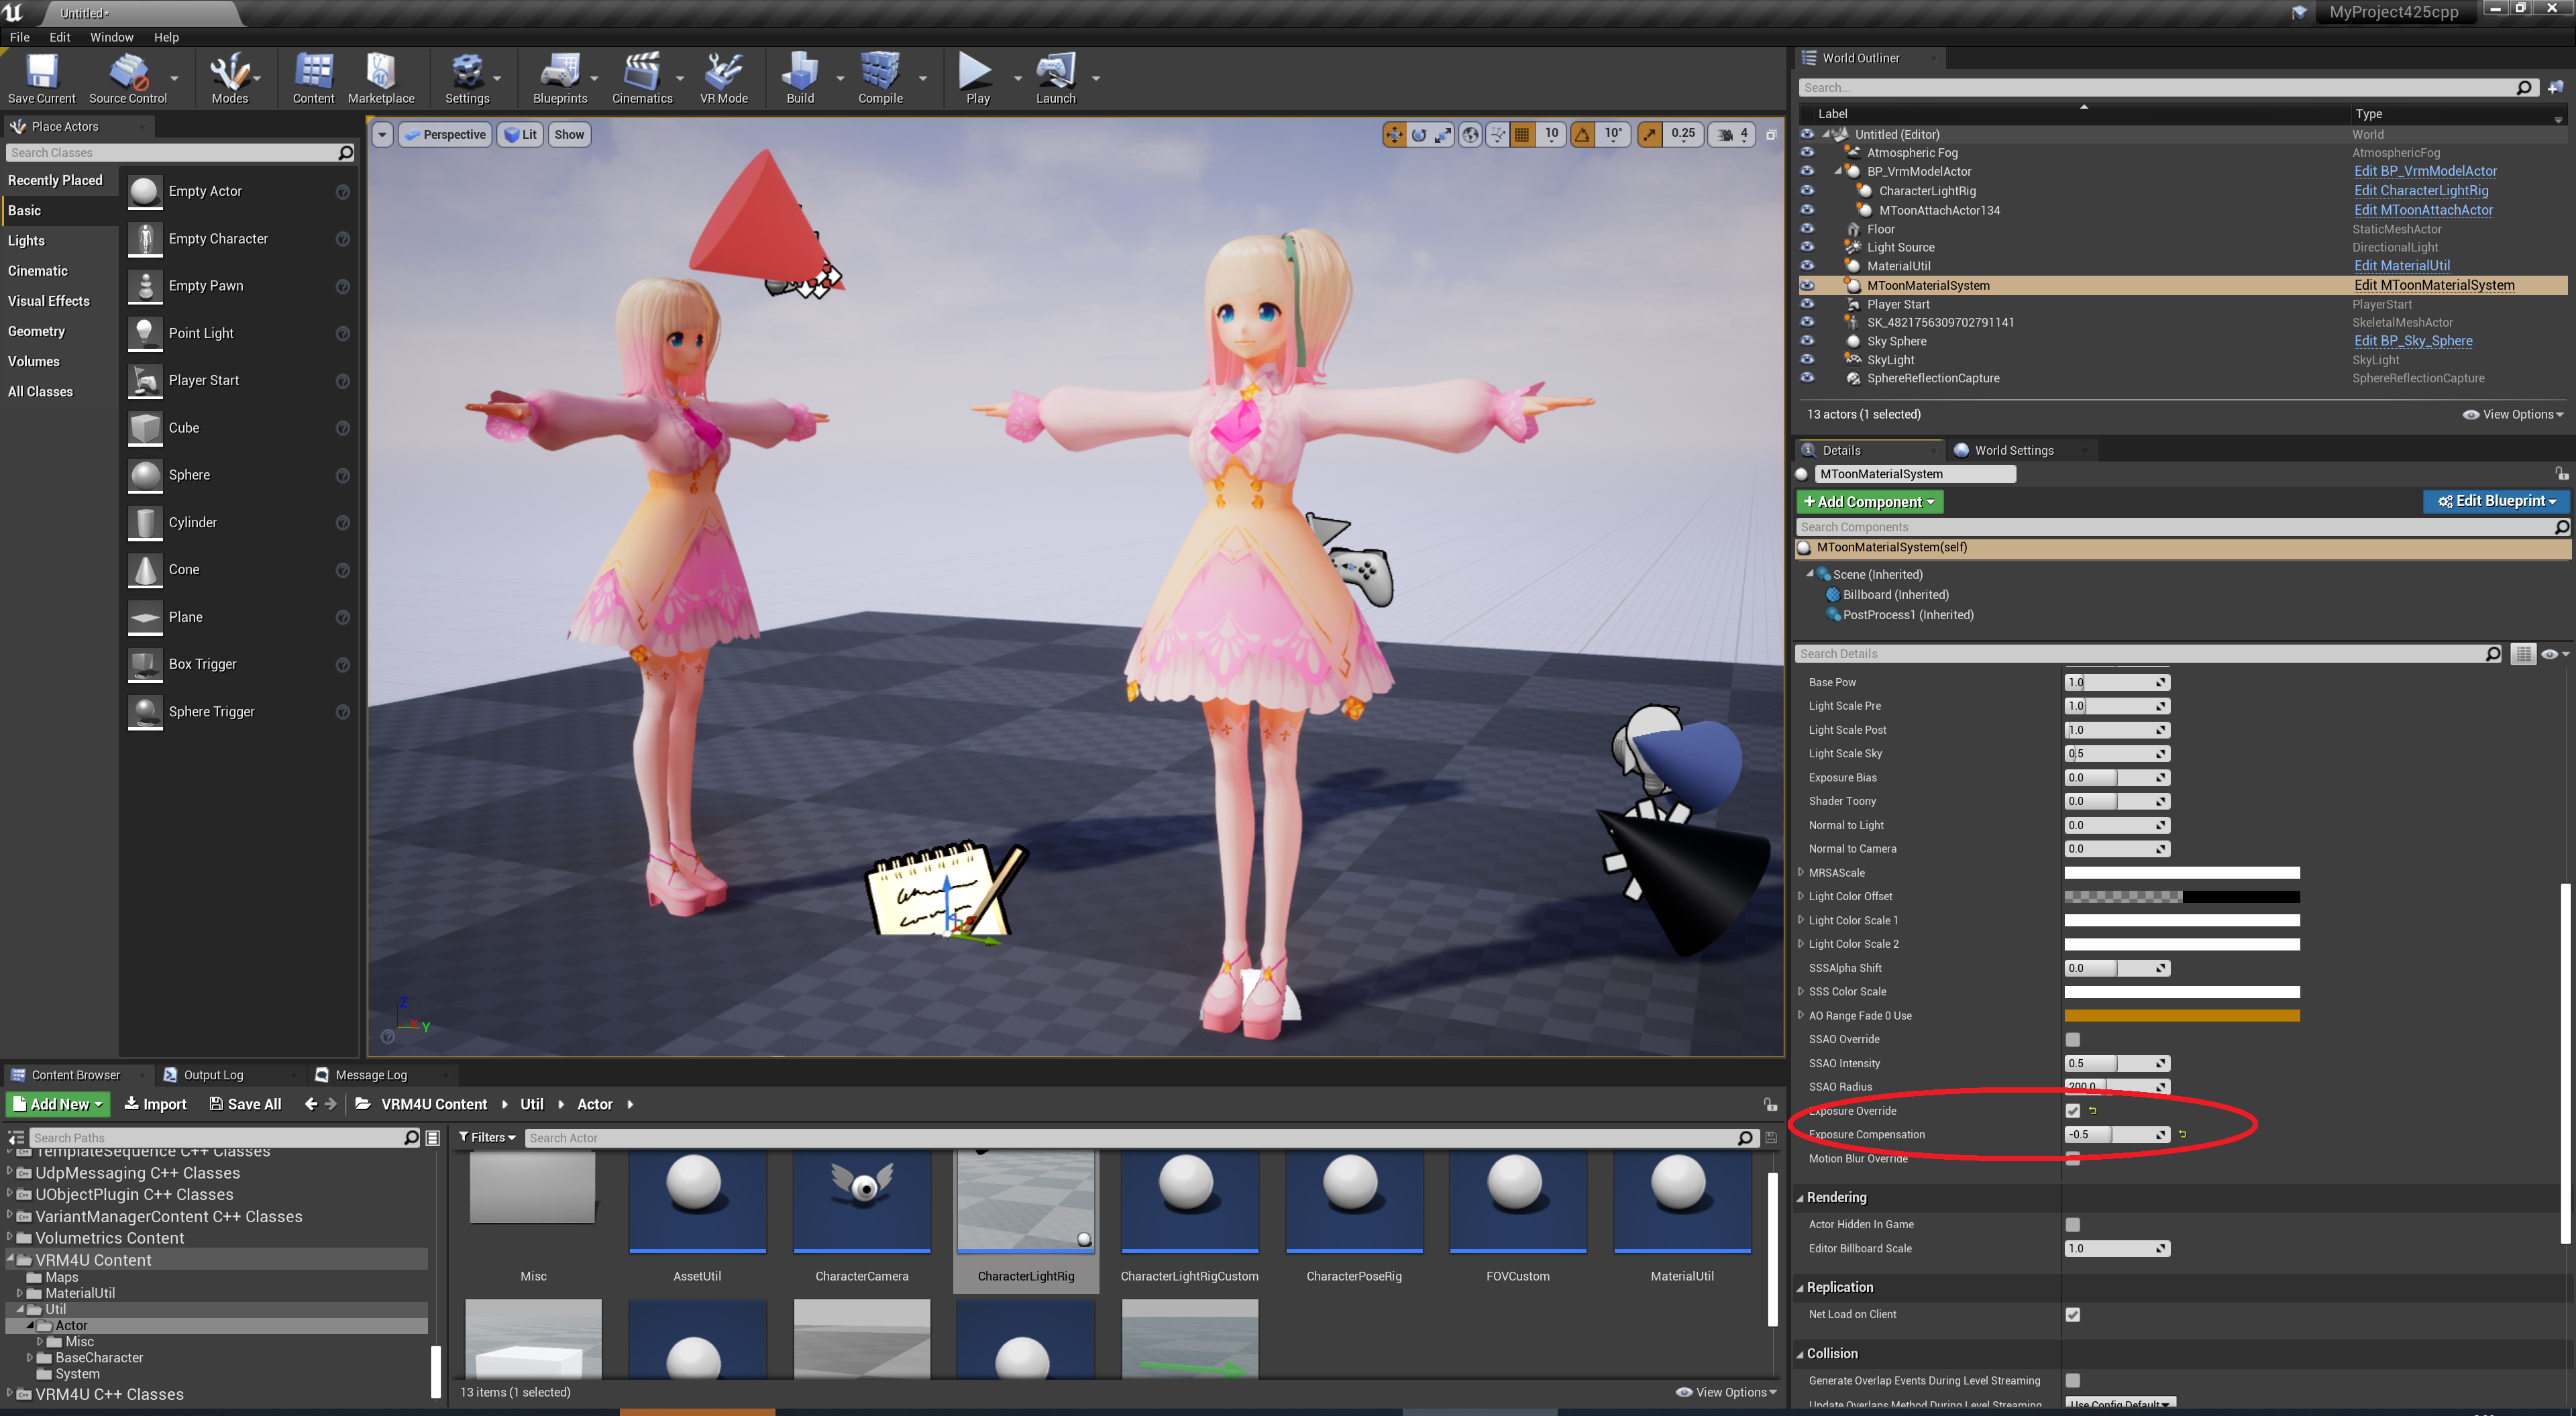 Untitled*
MyProject425cpp
File Edit Window Help
Save Current Source Control Modes Content Marketplace Settings Blueprints Cinematics VR Mode Build Compile Play Launch
Place Actors
Search Classes
Recently Placed
Basic
Lights
Cinematic
Visual Effects
Geometry
Volumes
All Classes
Empty Actor
Empty Character
Empty Pawn
Point Light
Player Start
Cube
Sphere
Cylinder
Cone
Plane
Box Trigger
Sphere Trigger
Perspective Lit Show
10 10° 0.25 4
Z
X Y
World Outliner
Search...
Label Type
Untitled (Editor) World
Atmospheric Fog AtmosphericFog
BP_VrmModelActor Edit BP_VrmModelActor
CharacterLightRig Edit CharacterLightRig
MToonAttachActor134 Edit MToonAttachActor
Floor StaticMeshActor
Light Source DirectionalLight
MaterialUtil Edit MaterialUtil
MToonMaterialSystem Edit MToonMaterialSystem
Player Start PlayerStart
SK_4821756309702791141 SkeletalMeshActor
Sky Sphere Edit BP_Sky_Sphere
SkyLight SkyLight
SphereReflectionCapture SphereReflectionCapture
13 actors (1 selected) View Options
Details World Settings
MToonMaterialSystem
+Add Component Edit Blueprint
Search Components
MToonMaterialSystem(self)
Scene (Inherited)
Billboard (Inherited)
PostProcess1 (Inherited)
Search Details
Base Pow 1.0
Light Scale Pre 1.0
Light Scale Post 1.0
Light Scale Sky 0.5
Exposure Bias 0.0
Shader Toony 0.0
Normal to Light 0.0
Normal to Camera 0.0
MRSAScale
Light Color Offset
Light Color Scale 1
Light Color Scale 2
SSSAlpha Shift 0.0
SSS Color Scale
AO Range Fade 0 Use
SSAO Override
SSAO Intensity 0.5
SSAO Radius 200.0
Exposure Override
Exposure Compensation -0.5
Motion Blur Override
Rendering
Actor Hidden In Game
Editor Billboard Scale 1.0
Replication
Net Load on Client
Collision
Generate Overlap Events During Level Streaming
Update Overlaps Method During Level Streaming Use Config Default
Content Browser Output Log Message Log
Add New Import Save All VRM4U Content Util Actor
Search Paths
Filters Search Actor
TemplateSequence C++ Classes
UdpMessaging C++ Classes
UObjectPlugin C++ Classes
VariantManagerContent C++ Classes
Volumetrics Content
VRM4U Content
Maps
MaterialUtil
Util
Actor
Misc
BaseCharacter
System
VRM4U C++ Classes
Misc AssetUtil CharacterCamera CharacterLightRig CharacterLightRigCustom CharacterPoseRig FOVCustom MaterialUtil
13 items (1 selected) View Options